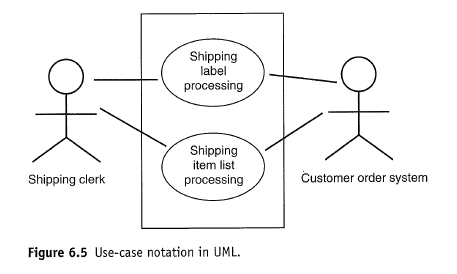 Shipping
label
processing
Shipping
item list
processing
Shipping clerk
Customer order system
Figure 6.5 Use-case notation in UML.